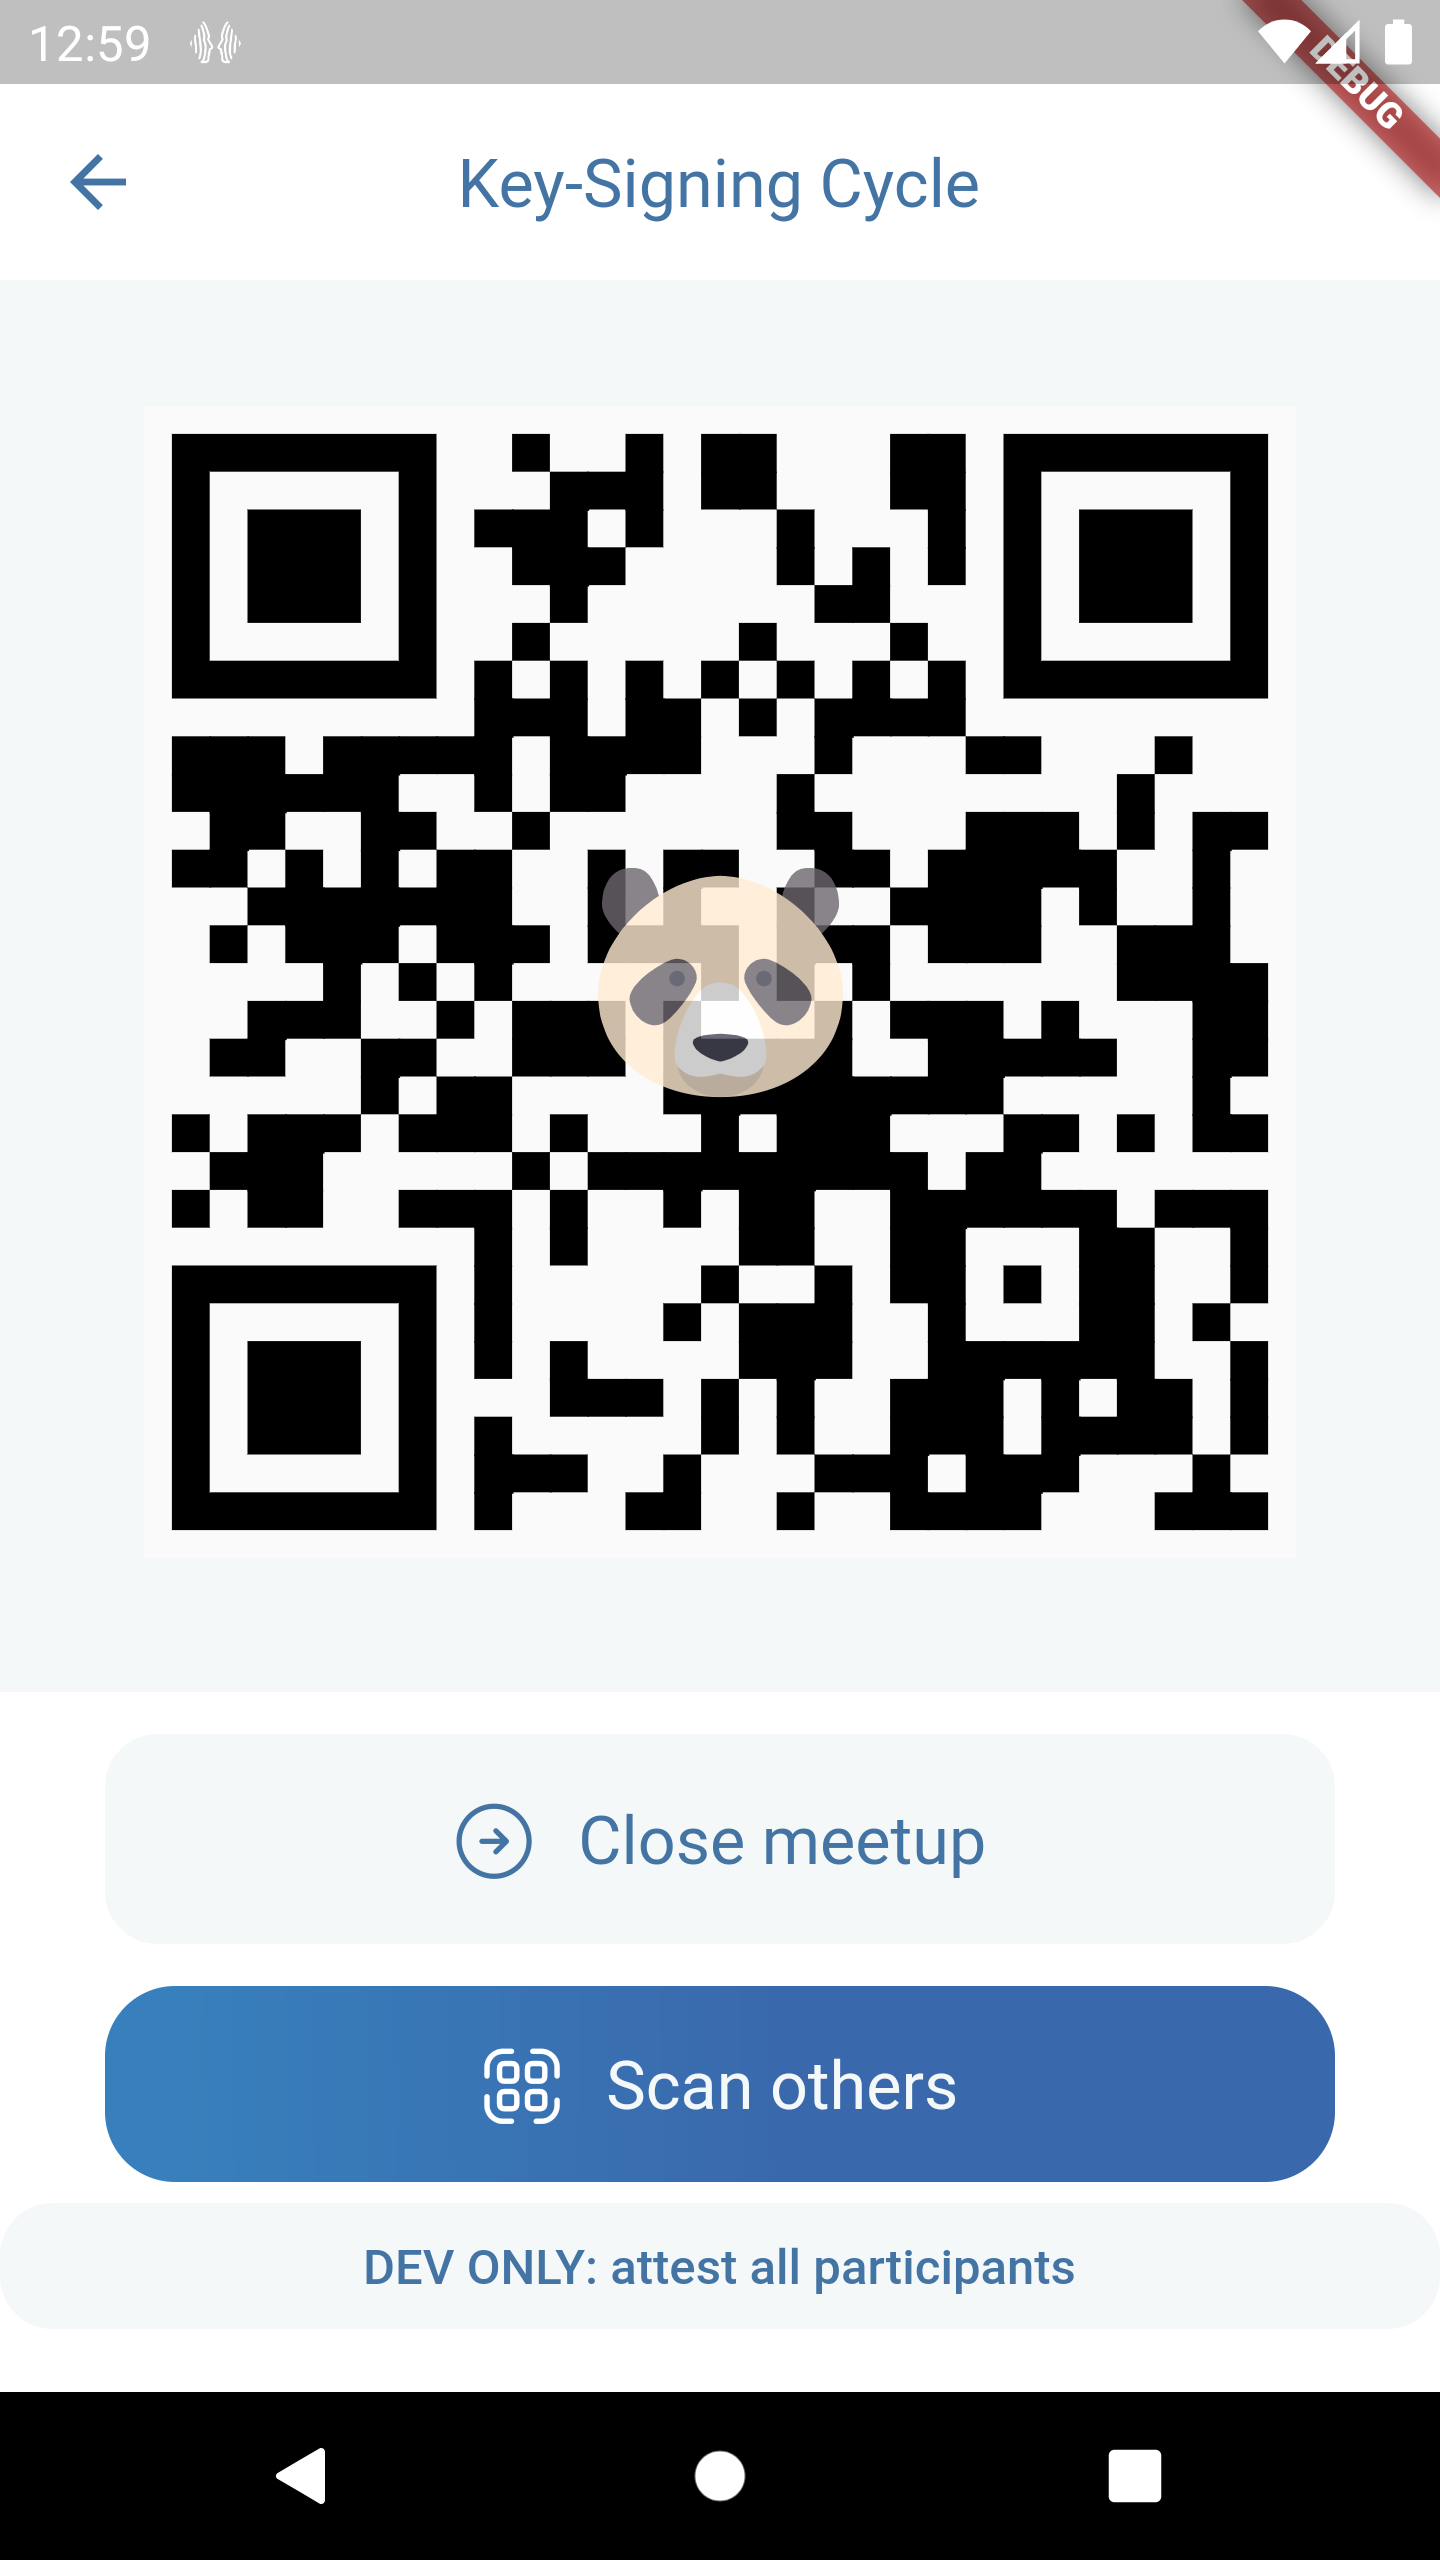 12:59
DEBUG
Key-Signing Cycle
Close meetup
Scan others
DEV ONLY: attest all participants